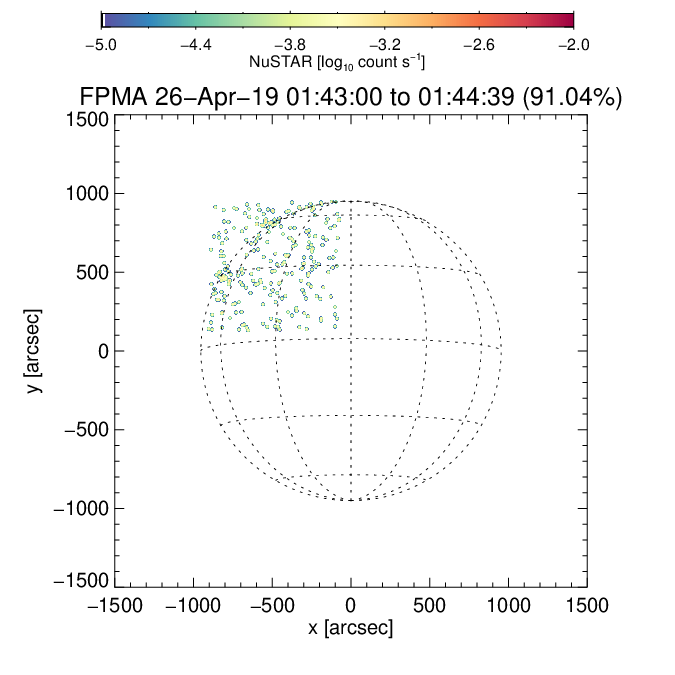 −5.0 −4.4 −3.8 −3.2 −2.6 −2.0
NuSTAR [log₁₀ count s⁻¹]
FPMA 26−Apr−19 01:43:00 to 01:44:39 (91.04%)
1500
1000
500
0
−500
−1000
−1500
y [arcsec]
−1500 −1000 −500 0 500 1000 1500
x [arcsec]